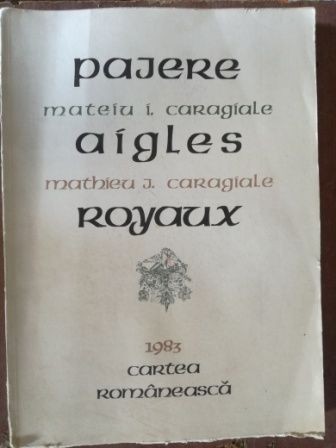 pajere
mateiu i. caragiale
aigles
mathieu j. caragiale
royaux
1983
cartea
românească